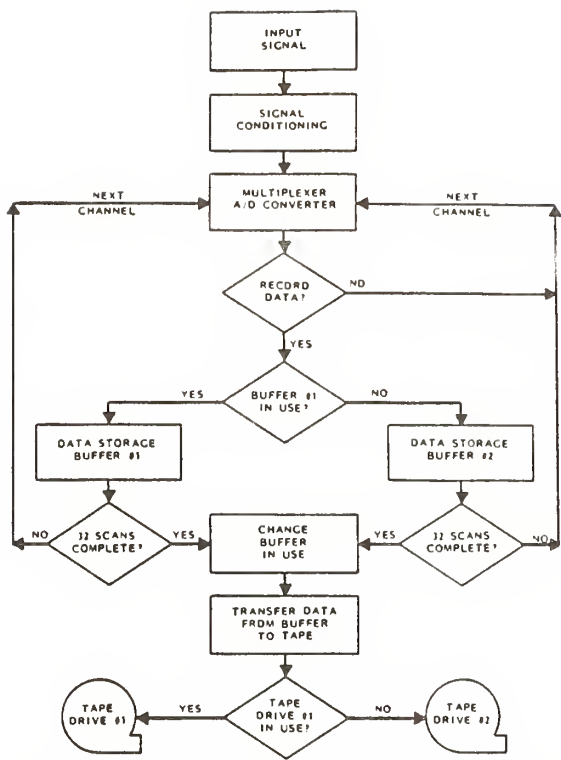 INPUT
SIGNAL
SIGNAL
CONDITIONING
MULTIPLEXER
A/D CONVERTER
NEXT
CHANNEL
NEXT
CHANNEL
RECORD
DATA?
NO
YES
BUFFER #1
IN USE?
YES
NO
DATA STORAGE
BUFFER #1
DATA STORAGE
BUFFER #2
32 SCANS
COMPLETE?
NO
YES
CHANGE
BUFFER
IN USE
YES
32 SCANS
COMPLETE?
NO
TRANSFER DATA
FROM BUFFER
TO TAPE
TAPE
DRIVE #1
YES
TAPE
DRIVE #1
IN USE?
NO
TAPE
DRIVE #2